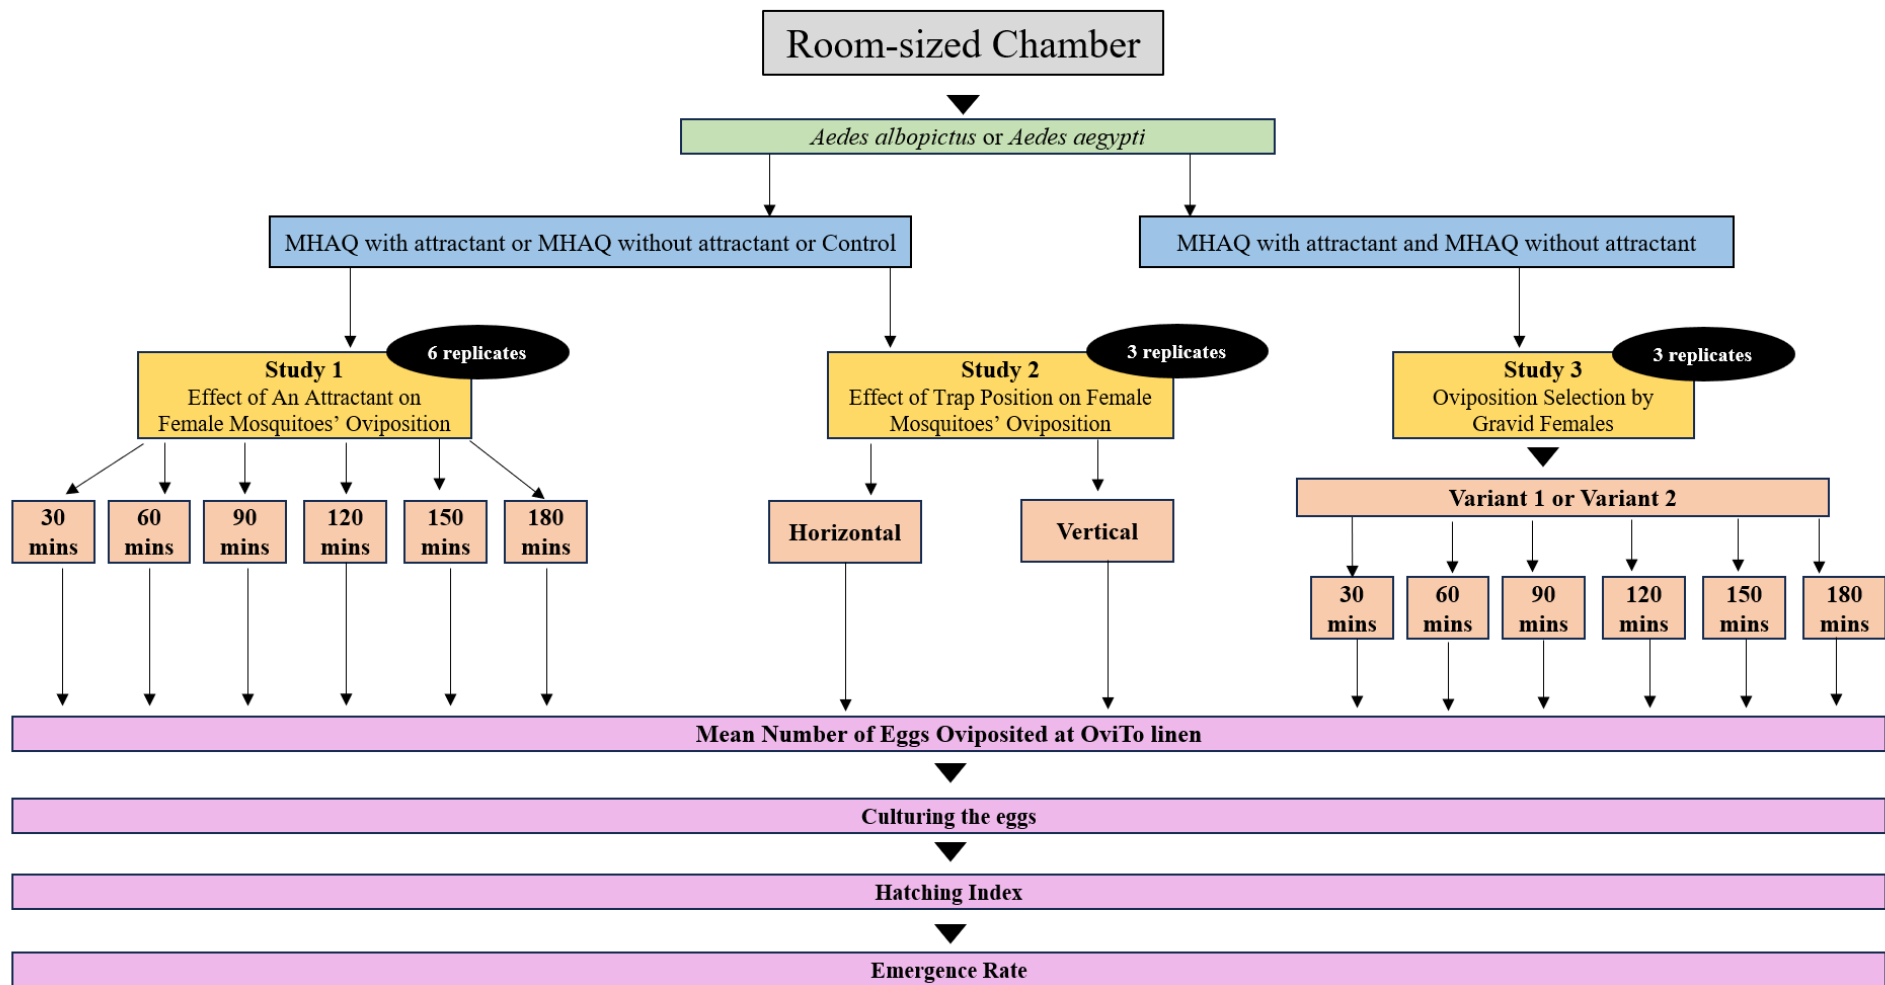 Room-sized Chamber
Aedes albopictus or Aedes aegypti
MHAQ with attractant or MHAQ without attractant or Control
MHAQ with attractant and MHAQ without attractant
6 replicates
Study 1
Effect of An Attractant on
Female Mosquitoes’ Oviposition
3 replicates
Study 2
Effect of Trap Position on Female
Mosquitoes’ Oviposition
3 replicates
Study 3
Oviposition Selection by
Gravid Females
30
mins
60
mins
90
mins
120
mins
150
mins
180
mins
Horizontal
Vertical
Variant 1 or Variant 2
30
mins
60
mins
90
mins
120
mins
150
mins
180
mins
Mean Number of Eggs Oviposited at OviTo linen
Culturing the eggs
Hatching Index
Emergence Rate